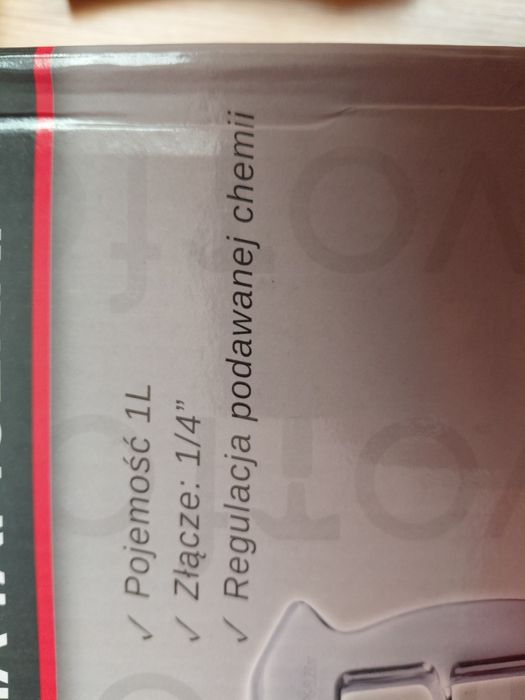 ✓ Pojemość 1L
✓ Złącze: 1/4”
✓ Regulacja podawanej chemii